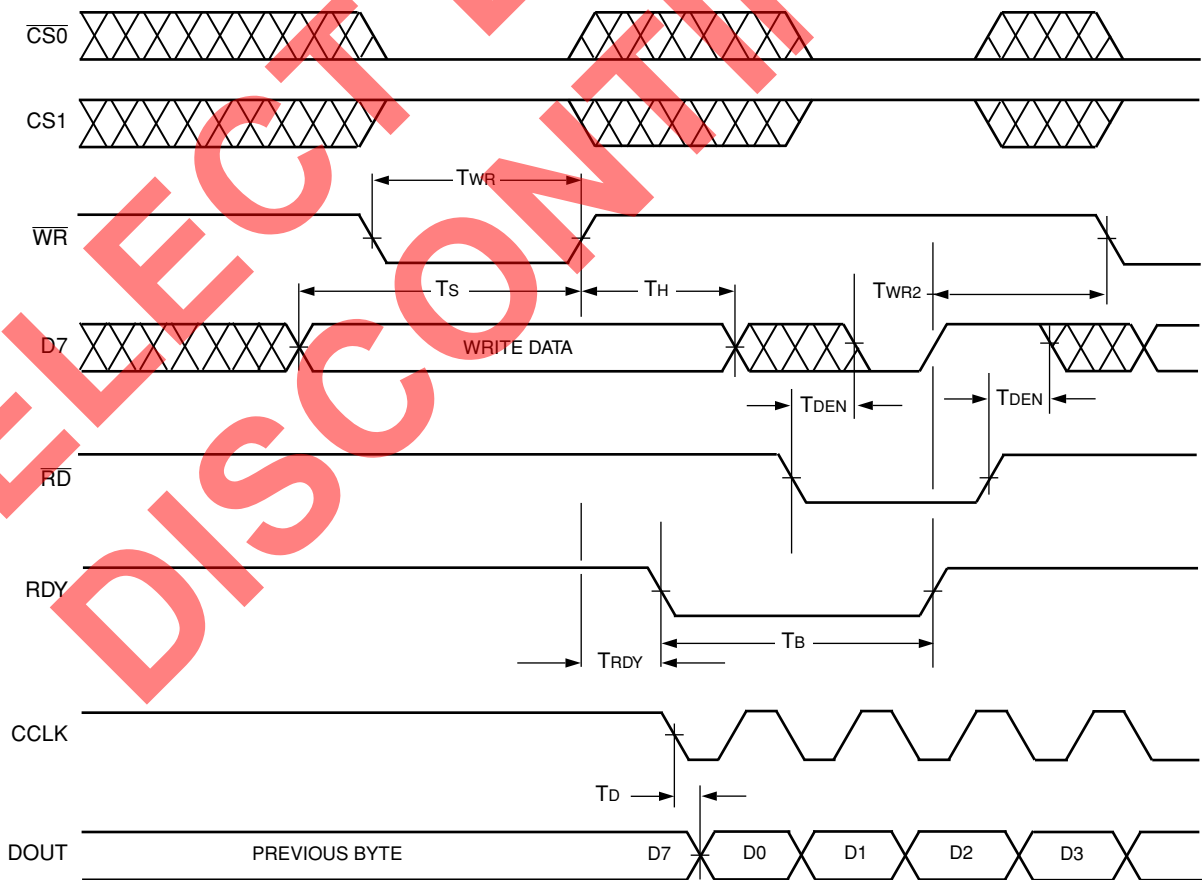 CS0
CS1
TWR
WR
TS
TH
TWR2
D7
WRITE DATA
TDEN
TDEN
RD
RDY
TB
TRDY
CCLK
TD
DOUT
PREVIOUS BYTE
D7
D0
D1
D2
D3
ELECT
DISCONTI